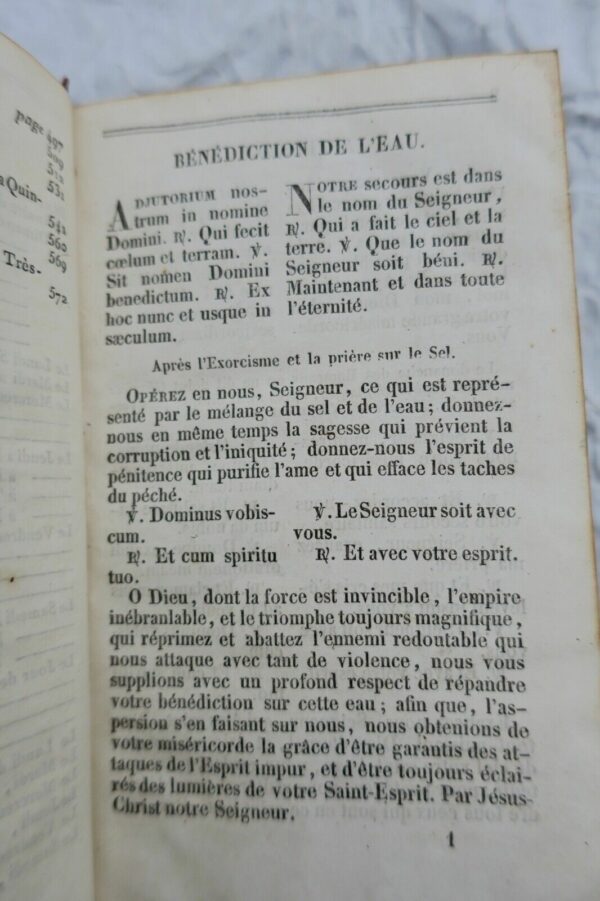 page 497
509
512
a Quin-
532
542
560
Très-
569
572
BÉNÉDICTION DE L'EAU.
ADJUTORIUM nos-
trum in nomine
Domini. ℟. Qui fecit
cœlum et terram. ℣.
Sit nomen Domini
benedictum. ℟. Ex
hoc nunc et usque in
sæculum.
NOTRE secours est dans
le nom du Seigneur,
℟. Qui a fait le ciel et la
terre. ℣. Que le nom du
Seigneur soit béni. ℟.
Maintenant et dans toute
l'éternité.
Après l'Exorcisme et la prière sur le Sel.
OPÉREZ en nous, Seigneur, ce qui est repré-
senté par le mélange du sel et de l'eau; donnez-
nous en même temps la sagesse qui prévient la
corruption et l'iniquité; donnez-nous l'esprit de
pénitence qui purifie l'ame et qui efface les taches
du péché.
℣. Dominus vobis-
cum.
℟. Et cum spiritu
tuo.
℣. Le Seigneur soit avec
vous.
℟. Et avec votre esprit.
O Dieu, dont la force est invincible, l'empire
inébranlable, et le triomphe toujours magnifique,
qui réprimez et abattez l'ennemi redoutable qui
nous attaque avec tant de violence, nous vous
supplions avec un profond respect de répandre
votre bénédiction sur cette eau; afin que, l'as-
persion s'en faisant sur nous, nous obtenions de
votre miséricorde la grâce d'être garantis des at-
taques de l'Esprit impur, et d'être toujours éclai-
rés des lumières de votre Saint-Esprit. Par Jésus-
Christ notre Seigneur.
1